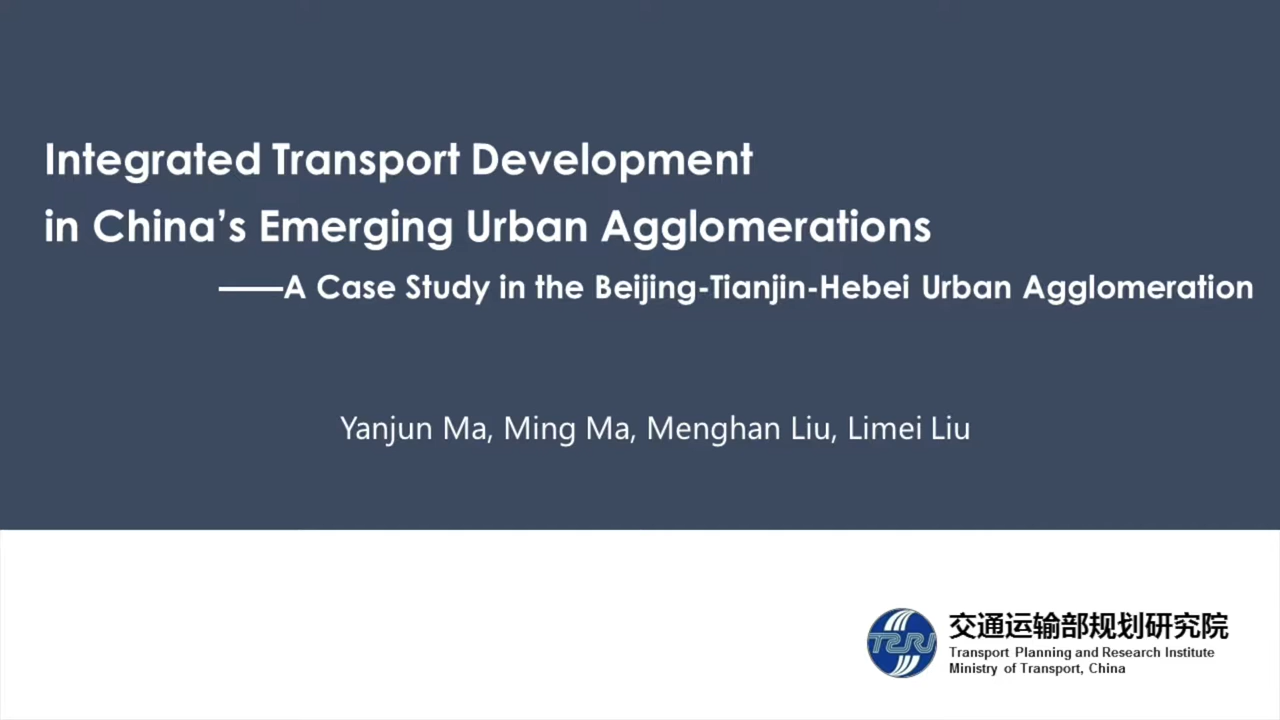 Integrated Transport Development
in China’s Emerging Urban Agglomerations
——A Case Study in the Beijing-Tianjin-Hebei Urban Agglomeration
Yanjun Ma, Ming Ma, Menghan Liu, Limei Liu
TPRI
交通运输部规划研究院
Transport Planning and Research Institute
Ministry of Transport, China